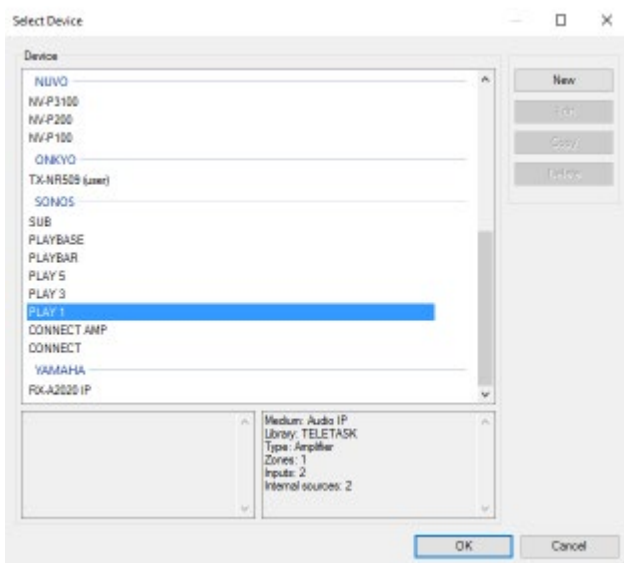 Select Device
Device
NUVO
NV-P3100
NV-P200
NV-P100
ONKYO
TX-NR509 (user)
SONOS
SUB
PLAYBASE
PLAYBAR
PLAY 5
PLAY 3
PLAY 1
CONNECT AMP
CONNECT
YAMAHA
RX-A2020 IP
Medium: Audio IP
Library: TELETASK
Type: Amplifier
Zones: 1
Inputs: 2
Internal sources: 2
New
Edit
Copy
Delete
OK
Cancel